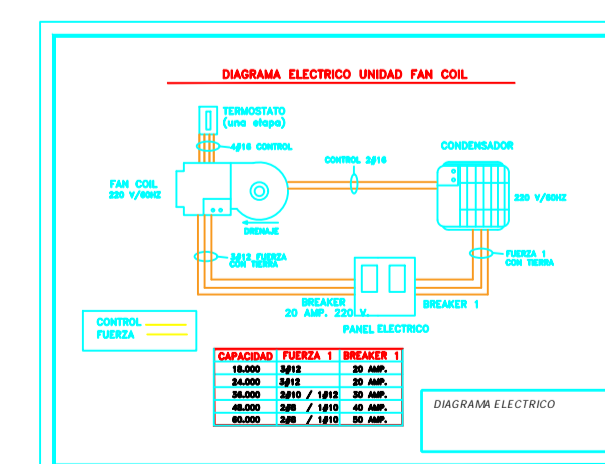 DIAGRAMA ELECTRICO UNIDAD FAN COIL
TERMOSTATO
(una etapa)
4#18 CONTROL
CONDENSADOR
CONTROL 2#16
FAN COIL
220 V/60HZ
220 V/60HZ
DRENAJE
3#12 FUERZA
CON TIERRA
FUERZA 1
CON TIERRA
BREAKER
20 AMP. 220 V.
BREAKER 1
PANEL ELECTRICO
CONTROL
FUERZA
CAPACIDAD FUERZA 1 BREAKER 1
18.000 3#12 20 AMP.
24.000 3#12 20 AMP.
36.000 2#10 / 1#12 30 AMP.
48.000 2#8 / 1#10 40 AMP.
60.000 2#8 / 1#10 50 AMP.
DIAGRAMA ELECTRICO